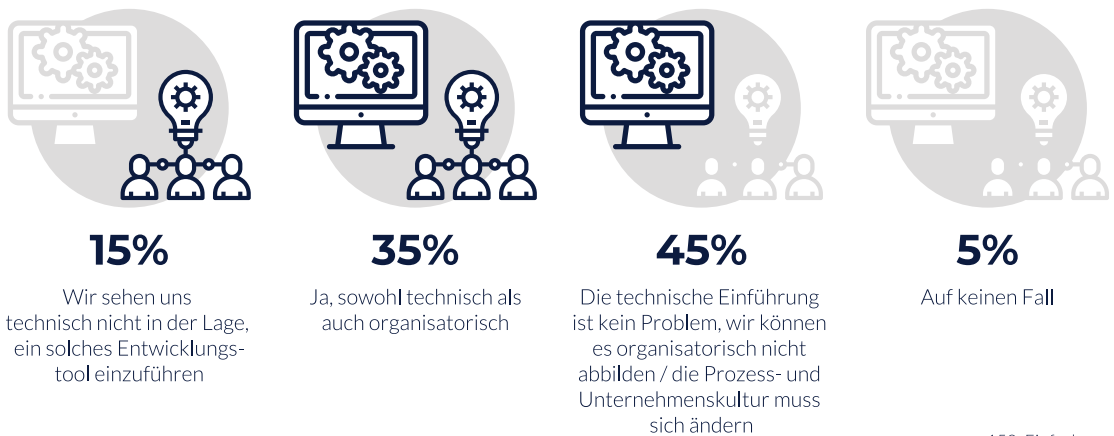 15%
Wir sehen uns
technisch nicht in der Lage,
ein solches Entwicklungs-
tool einzuführen
35%
Ja, sowohl technisch als
auch organisatorisch
45%
Die technische Einführung
ist kein Problem, wir können
es organisatorisch nicht
abbilden / die Prozess- und
Unternehmenskultur muss
sich ändern
5%
Auf keinen Fall